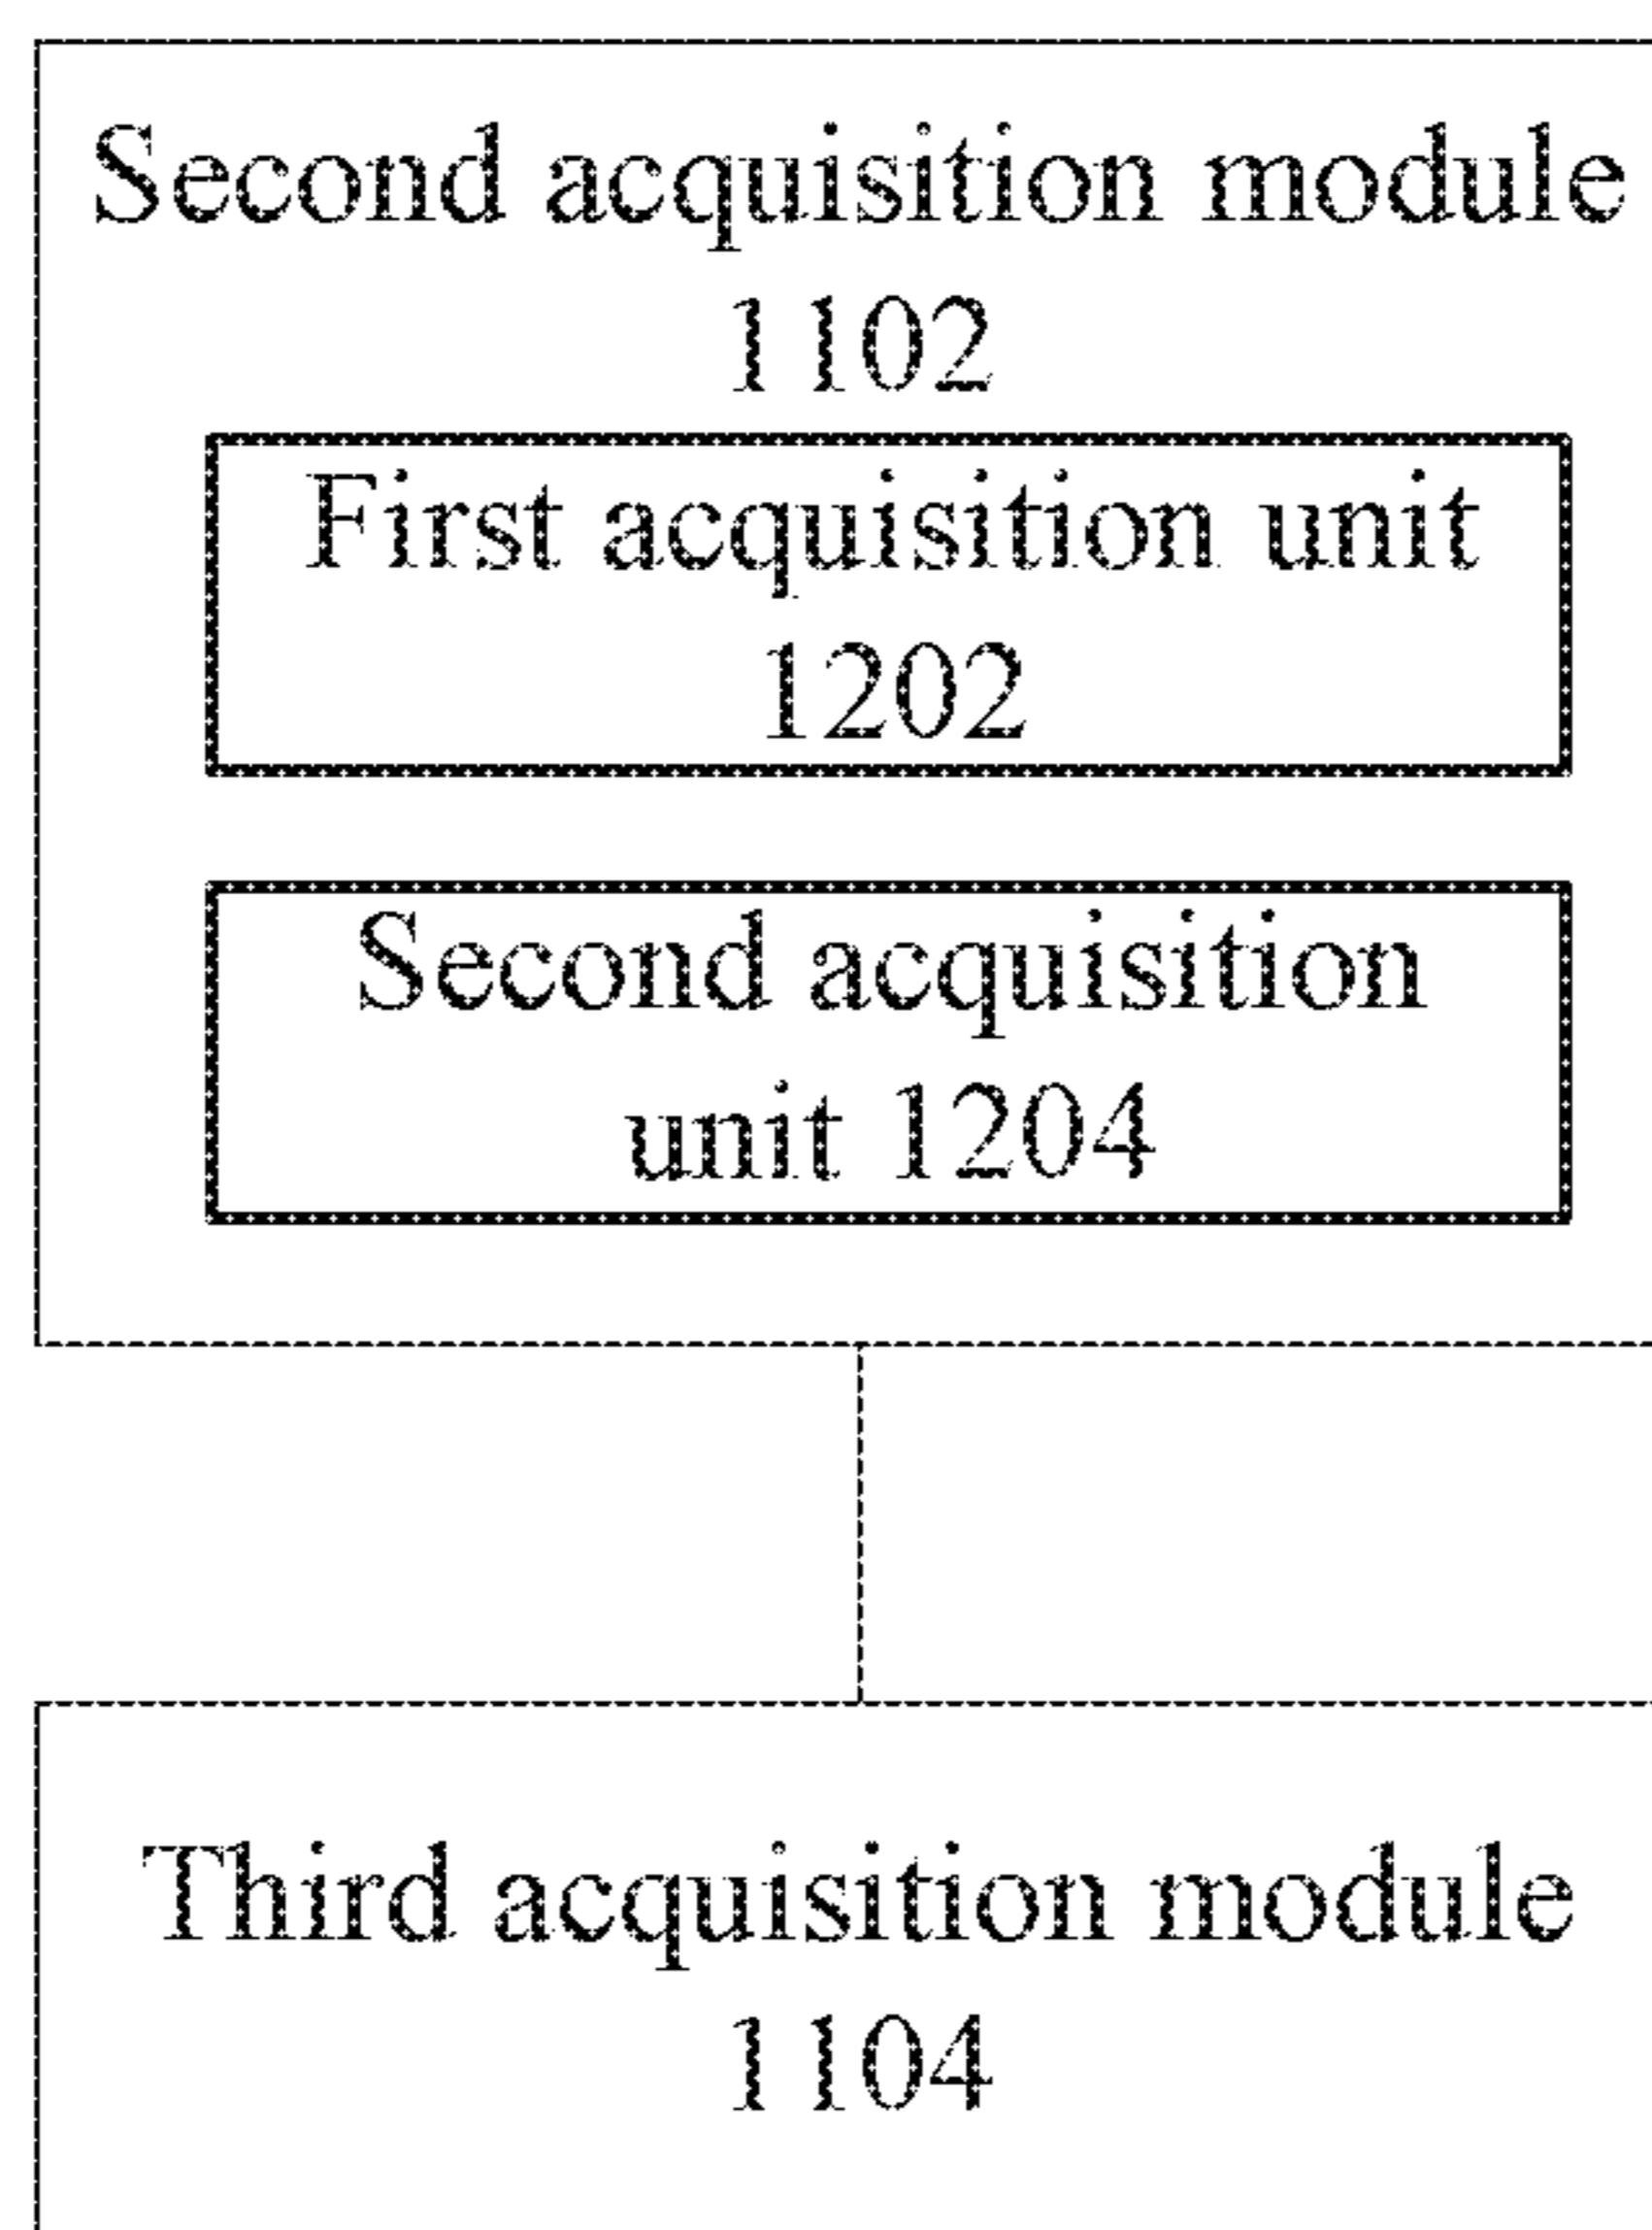 Second acquisition module
1102
First acquisition unit
1202
Second acquisition
unit 1204
Third acquisition module
1104